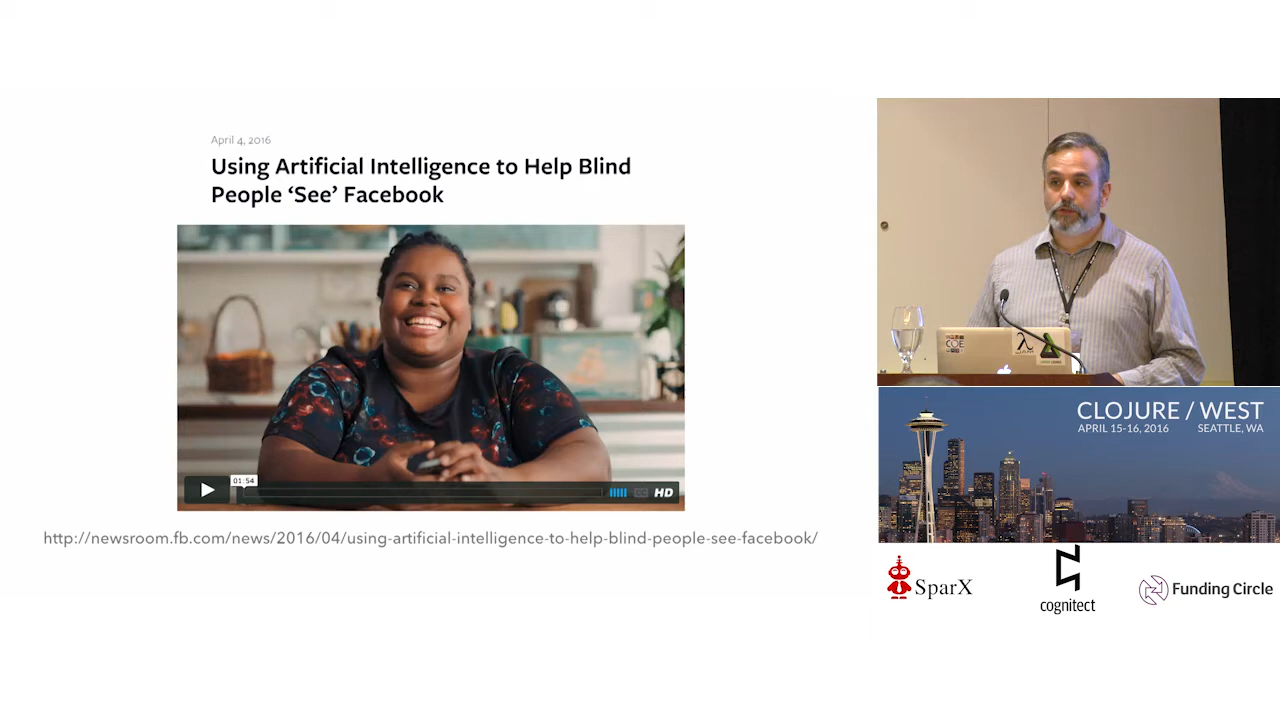 April 4, 2016
Using Artificial Intelligence to Help Blind
People ‘See’ Facebook
01:54
HD
http://newsroom.fb.com/news/2016/04/using-artificial-intelligence-to-help-blind-people-see-facebook/
COE
λ
CLOJURE / WEST
APRIL 15-16, 2016 SEATTLE, WA
SparX
cognitect
Funding Circle